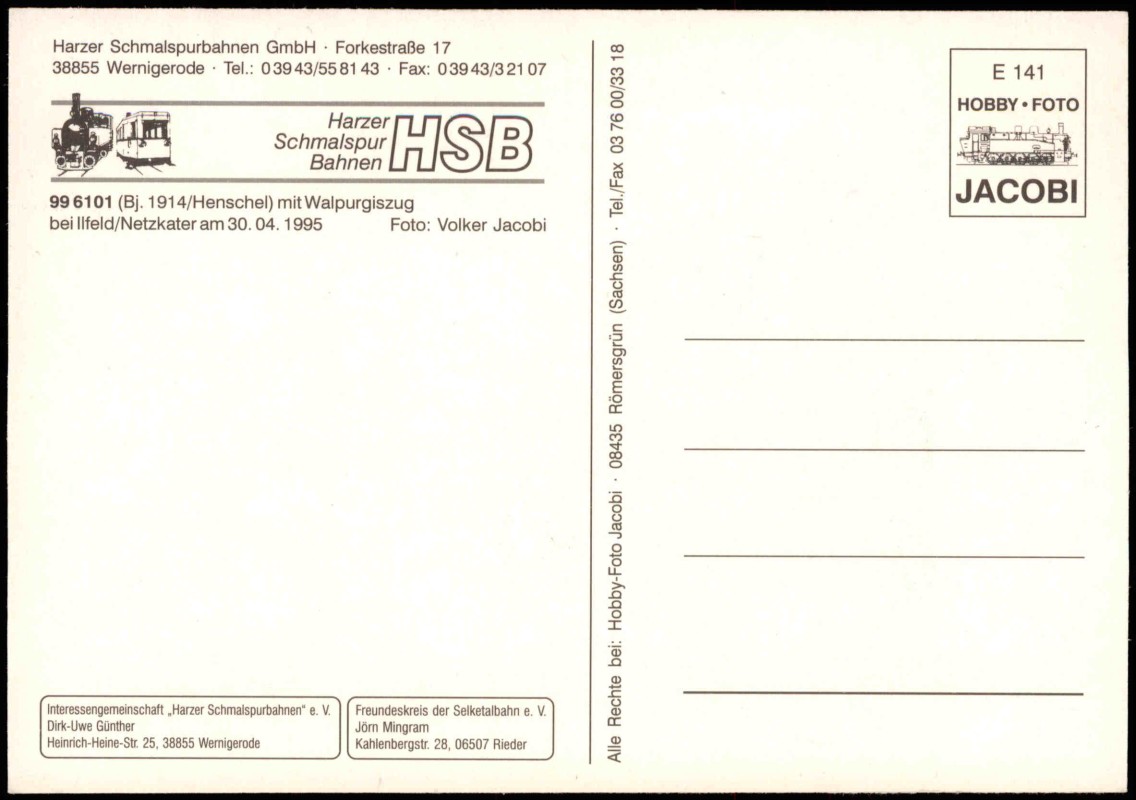 Harzer Schmalspurbahnen GmbH · Forkestraße 17
38855 Wernigerode · Tel.: 0 39 43/55 81 43 · Fax: 0 39 43/3 21 07
Harzer
Schmalspur
Bahnen
HSB
99 6101 (Bj. 1914/Henschel) mit Walpurgiszug
bei Ilfeld/Netzkater am 30. 04. 1995 Foto: Volker Jacobi
Interessengemeinschaft „Harzer Schmalspurbahnen" e. V.
Dirk-Uwe Günther
Heinrich-Heine-Str. 25, 38855 Wernigerode
Freundeskreis der Selketalbahn e. V.
Jörn Mingram
Kahlenbergstr. 28, 06507 Rieder
Alle Rechte bei: Hobby-Foto Jacobi · 08435 Römersgrün (Sachsen) · Tel./Fax 03 76 00/33 18
E 141
HOBBY • FOTO
JACOBI